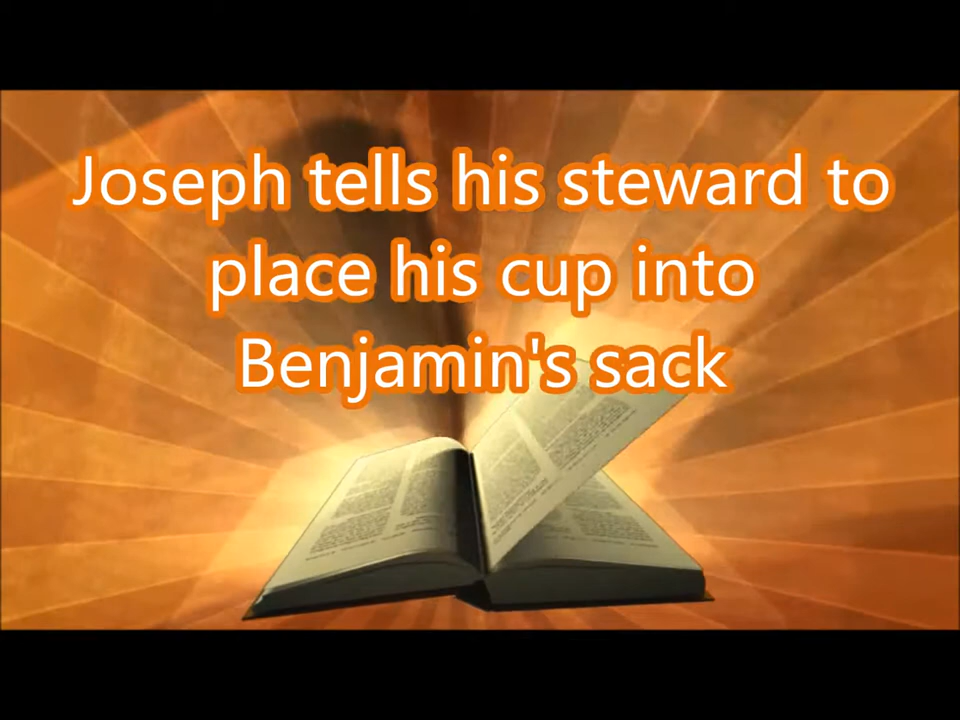 Joseph tells his steward to
place his cup into
Benjamin's sack